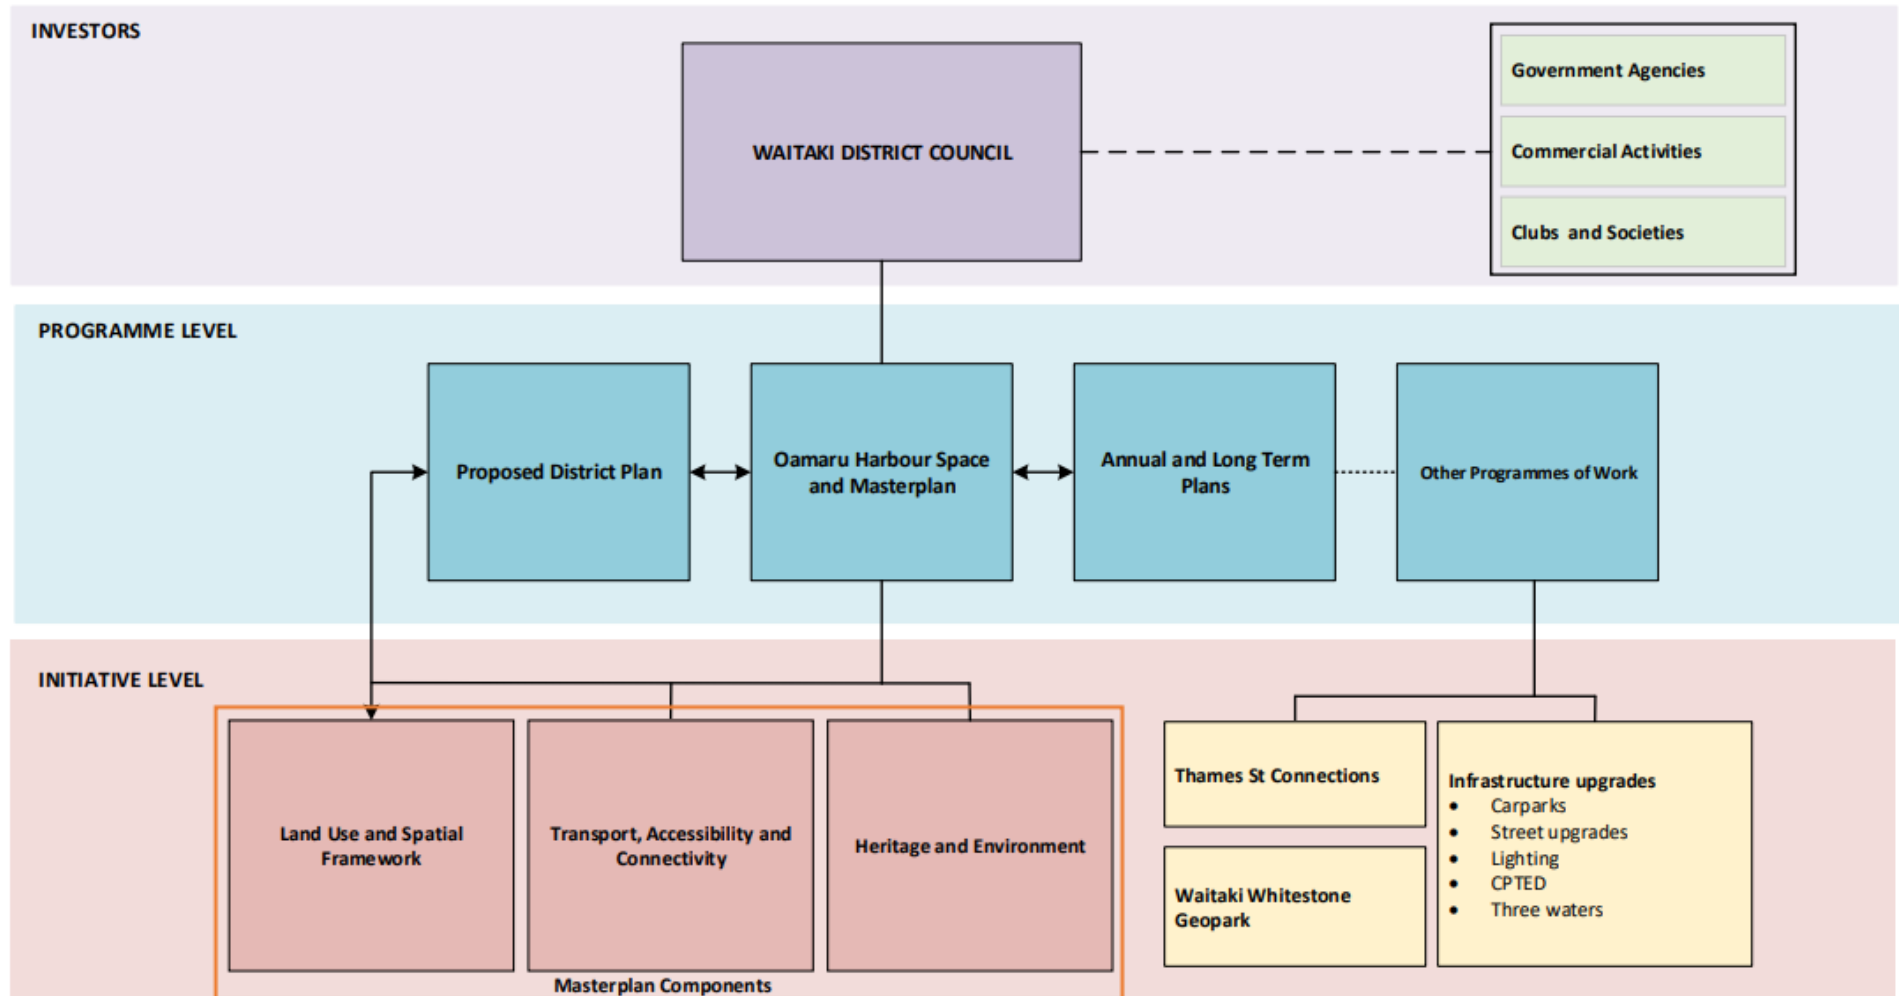 INVESTORS
WAITAKI DISTRICT COUNCIL
Government Agencies
Commercial Activities
Clubs and Societies
PROGRAMME LEVEL
Proposed District Plan
Oamaru Harbour Space
and Masterplan
Annual and Long Term
Plans
Other Programmes of Work
INITIATIVE LEVEL
Land Use and Spatial
Framework
Transport, Accessibility and
Connectivity
Heritage and Environment
Masterplan Components
Thames St Connections
Waitaki Whitestone
Geopark
Infrastructure upgrades
• Carparks
• Street upgrades
• Lighting
• CPTED
• Three waters